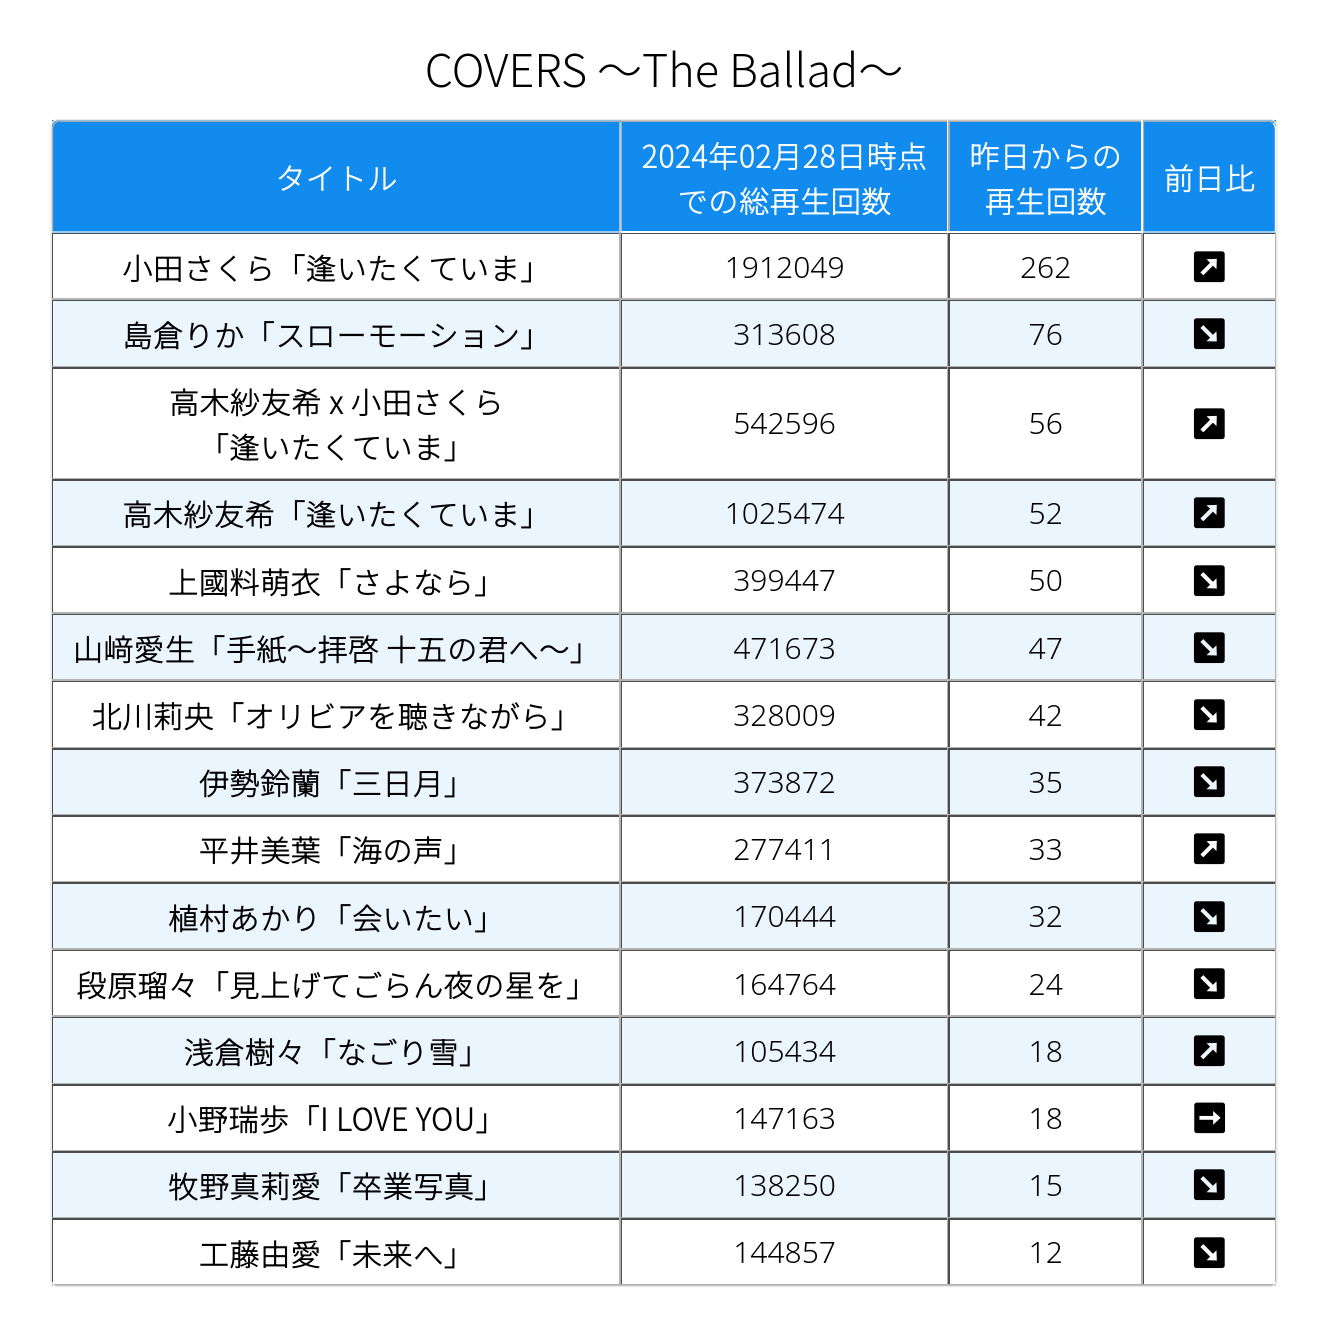 COVERS ～The Ballad～
タイトル
2024年02月28日時点
での総再生回数
昨日からの
再生回数
前日比
小田さくら「逢いたくていま」 1912049 262 ↗
島倉りか「スローモーション」 313608 76 ↘
高木紗友希 x 小田さくら
「逢いたくていま」 542596 56 ↗
高木紗友希「逢いたくていま」 1025474 52 ↗
上國料萌衣「さよなら」 399447 50 ↘
山﨑愛生「手紙～拝啓 十五の君へ～」 471673 47 ↘
北川莉央「オリビアを聴きながら」 328009 42 ↘
伊勢鈴蘭「三日月」 373872 35 ↘
平井美葉「海の声」 277411 33 ↗
植村あかり「会いたい」 170444 32 ↘
段原瑠々「見上げてごらん夜の星を」 164764 24 ↘
浅倉樹々「なごり雪」 105434 18 ↗
小野瑞歩「I LOVE YOU」 147163 18 →
牧野真莉愛「卒業写真」 138250 15 ↘
工藤由愛「未来へ」 144857 12 ↘